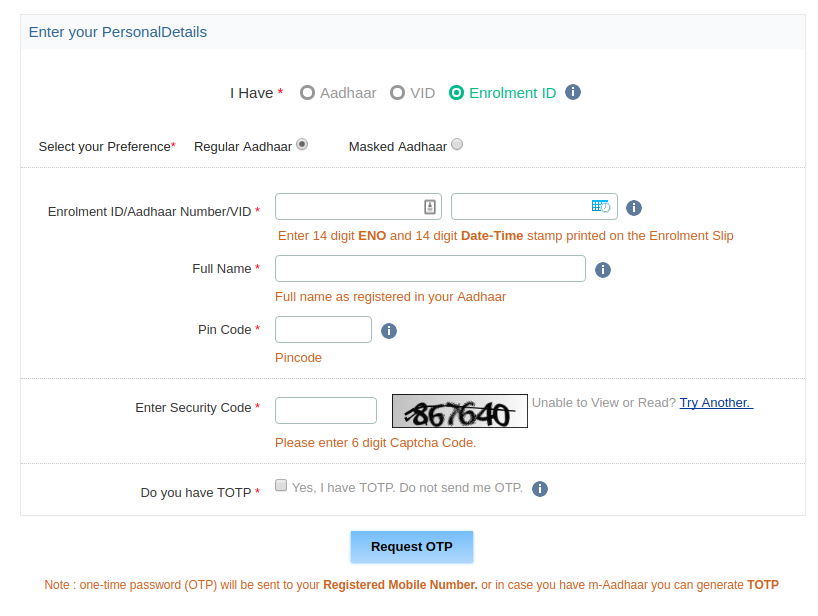 Enter your PersonalDetails
I Have * Aadhaar VID Enrolment ID i
Select your Preference* Regular Aadhaar Masked Aadhaar
Enrolment ID/Aadhaar Number/VID * i
Enter 14 digit ENO and 14 digit Date-Time stamp printed on the Enrolment Slip
Full Name * i
Full name as registered in your Aadhaar
Pin Code * i
Pincode
Enter Security Code * 867640 Unable to View or Read? Try Another.
Please enter 6 digit Captcha Code.
Do you have TOTP * Yes, I have TOTP. Do not send me OTP. i
Request OTP
Note : one-time password (OTP) will be sent to your Registered Mobile Number. or in case you have m-Aadhaar you can generate TOTP